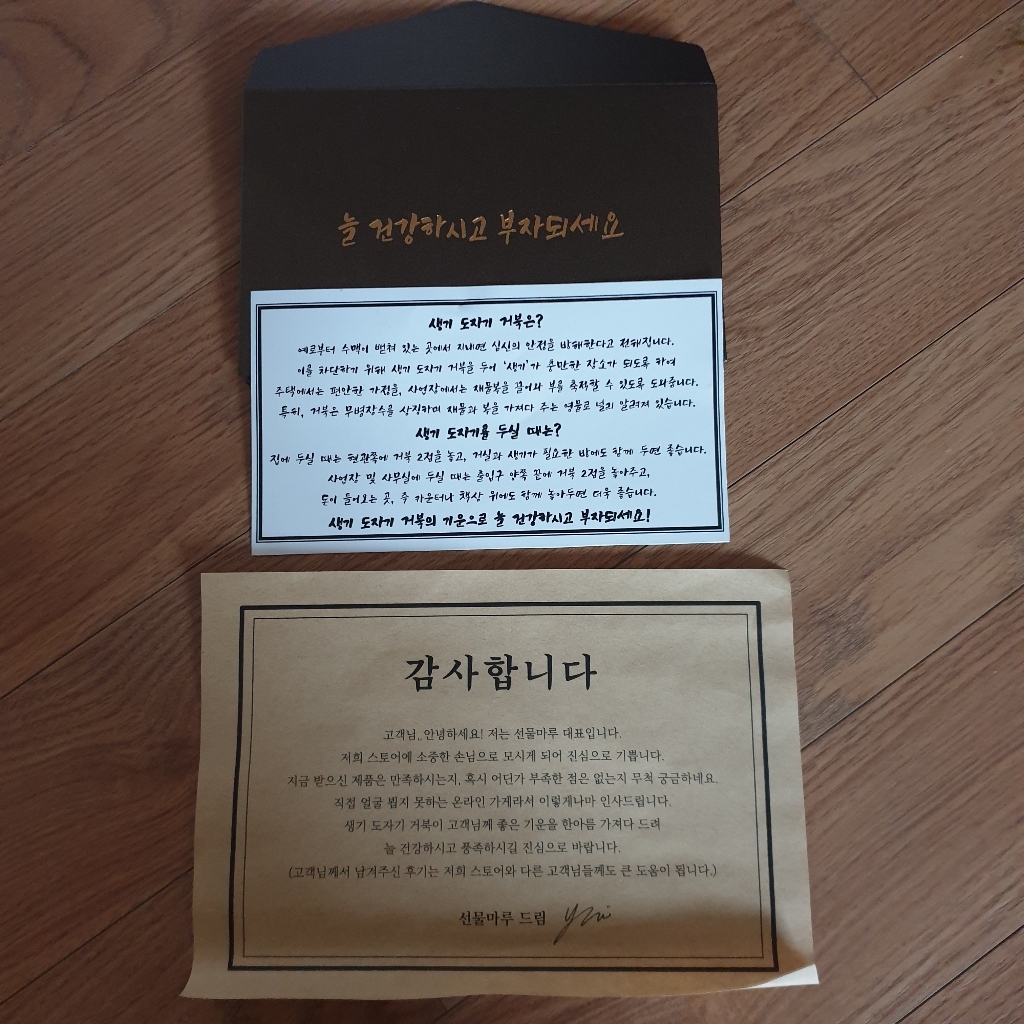 늘 건강하시고 부자되세요
생기 도자기 거북은?
예로부터 수맥이 뻗쳐 있는 곳에서 지내면 심신의 안정을 방해한다고 전해집니다.
이를 차단하기 위해 생기 도자기 거북을 두어 '생기'가 충만한 장소가 되도록 하여
주택에서는 편안한 가정을, 사업장에서는 재물복을 끌어와 부를 축적할 수 있도록 도와줍니다.
특히, 거북은 무병장수를 상징하며 재물과 복을 가져다 주는 영물로 널리 알려져 있습니다.
생기 도자기를 두실 때는?
집에 두실 때는 현관쪽에 거북 2점을 놓고, 거실과 생기가 필요한 방에도 함께 두면 좋습니다.
사업장 및 사무실에 두실 때는 출입구 양쪽 끝에 거북 2점을 놓아주고,
돈이 들어오는 곳, 즉 카운터나 책상 위에도 함께 놓아두면 더욱 좋습니다.
생기 도자기 거북의 기운으로 늘 건강하시고 부자되세요!
감사합니다
고객님, 안녕하세요! 저는 선물마루 대표입니다.
저희 스토어에 소중한 손님으로 모시게 되어 진심으로 기쁩니다.
지금 받으신 제품은 만족하시는지, 혹시 어딘가 부족한 점은 없는지 무척 궁금하네요.
직접 얼굴 뵙지 못하는 온라인 가게라서 이렇게나마 인사드립니다.
생기 도자기 거북이 고객님께 좋은 기운을 한아름 가져다 드려
늘 건강하시고 풍족하시길 진심으로 바랍니다.
(고객님께서 남겨주신 후기는 저희 스토어와 다른 고객님들께도 큰 도움이 됩니다.)
선물마루 드림